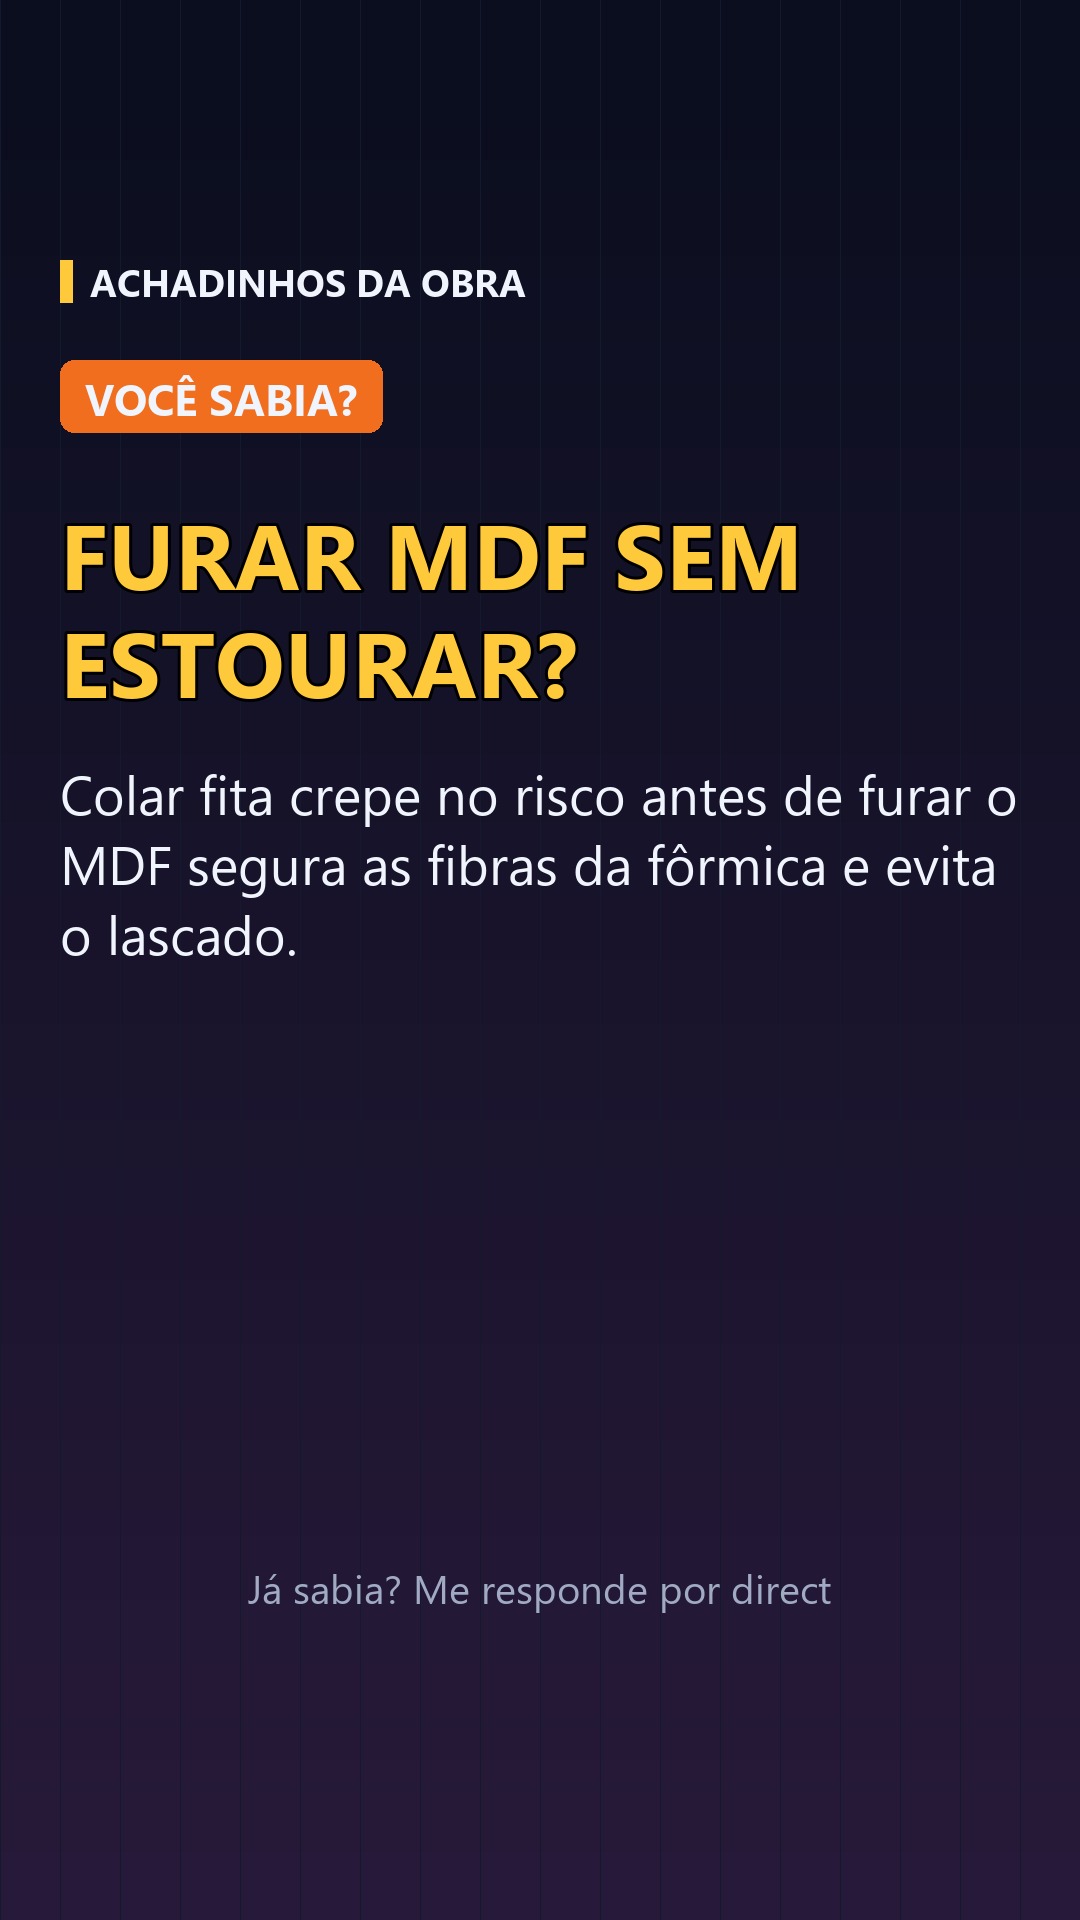 ACHADINHOS DA OBRA
VOCÊ SABIA?
FURAR MDF SEM
ESTOURAR?
Colar fita crepe no risco antes de furar o
MDF segura as fibras da fôrmica e evita
o lascado.
Já sabia? Me responde por direct